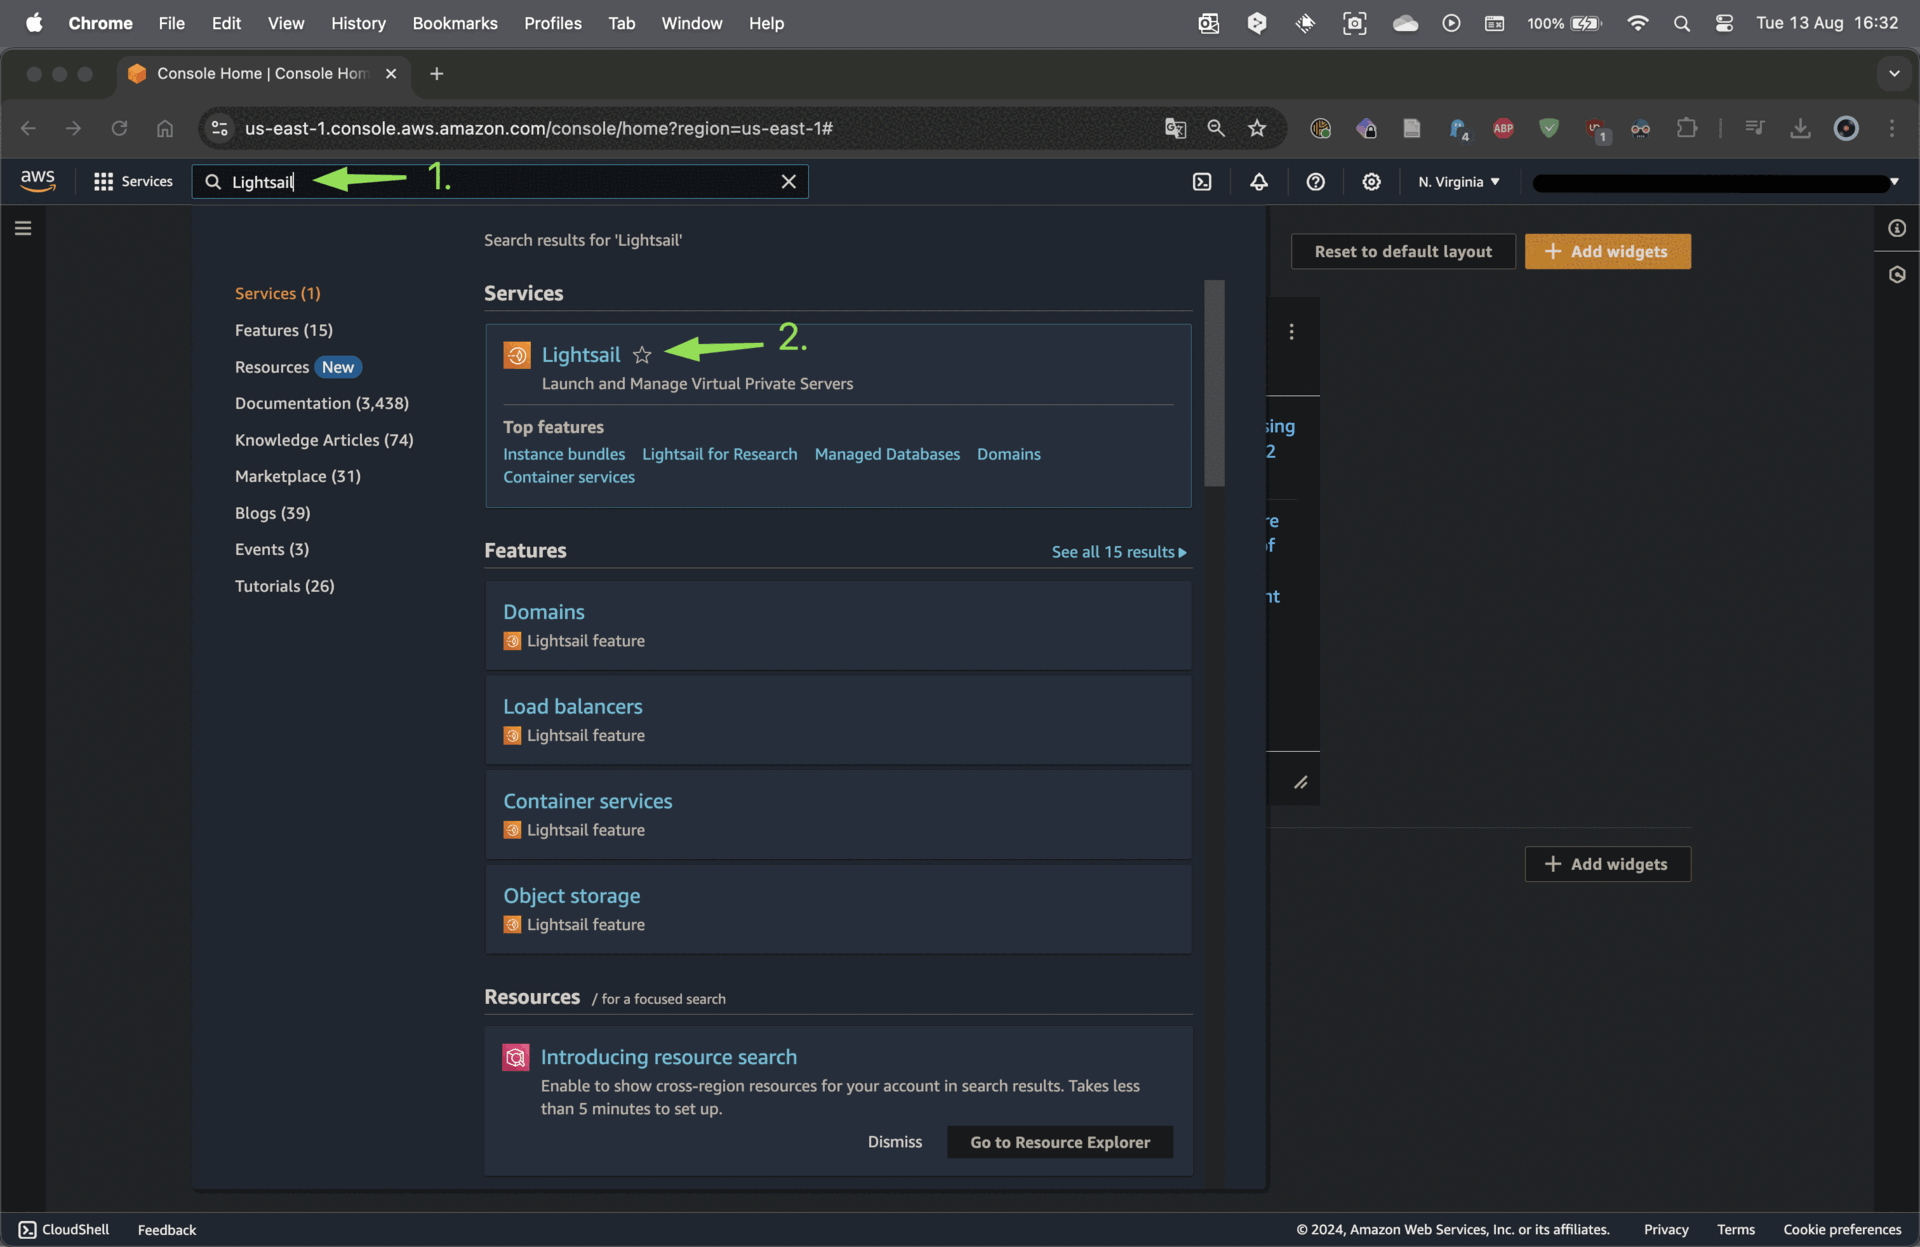 Chrome File Edit View History Bookmarks Profiles Tab Window Help 100% Tue 13 Aug 16:32
Console Home | Console Hom
us-east-1.console.aws.amazon.com/console/home?region=us-east-1# 4 ABP 1
aws Services Lightsail 1. N. Virginia
Search results for 'Lightsail'
Reset to default layout Add widgets
Services (1)
Features (15)
Resources New
Documentation (3,438)
Knowledge Articles (74)
Marketplace (31)
Blogs (39)
Events (3)
Tutorials (26)
Services
Lightsail 2.
Launch and Manage Virtual Private Servers
Top features
Instance bundles Lightsail for Research Managed Databases Domains
Container services
Features See all 15 results
Domains
Lightsail feature
Load balancers
Lightsail feature
Container services
Lightsail feature
Object storage
Lightsail feature
Resources / for a focused search
Introducing resource search
Enable to show cross-region resources for your account in search results. Takes less
than 5 minutes to set up.
Dismiss Go to Resource Explorer
sing
2
re
of
nt
Add widgets
CloudShell Feedback © 2024, Amazon Web Services, Inc. or its affiliates. Privacy Terms Cookie preferences